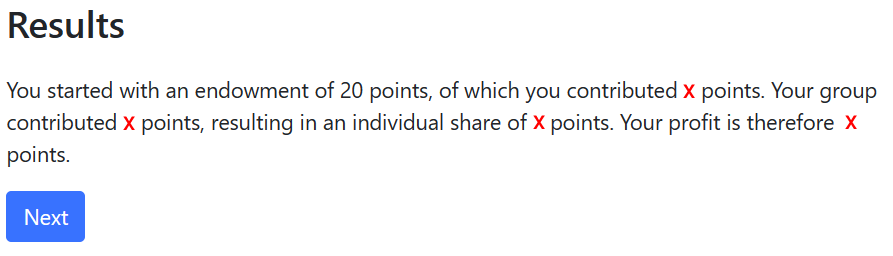 Results
You started with an endowment of 20 points, of which you contributed X points. Your group
contributed X points, resulting in an individual share of X points. Your profit is therefore X
points.
Next